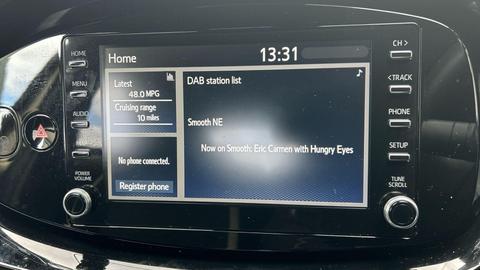 HOME
MENU
AUDIO
POWER
VOLUME
Home
13:31
Latest
48.0 MPG
Cruising range
10 miles
No phone connected.
Register phone
DAB station list
Smooth NE
Now on Smooth: Eric Carmen with Hungry Eyes
CH >
< TRACK
PHONE
SETUP
TUNE
SCROLL